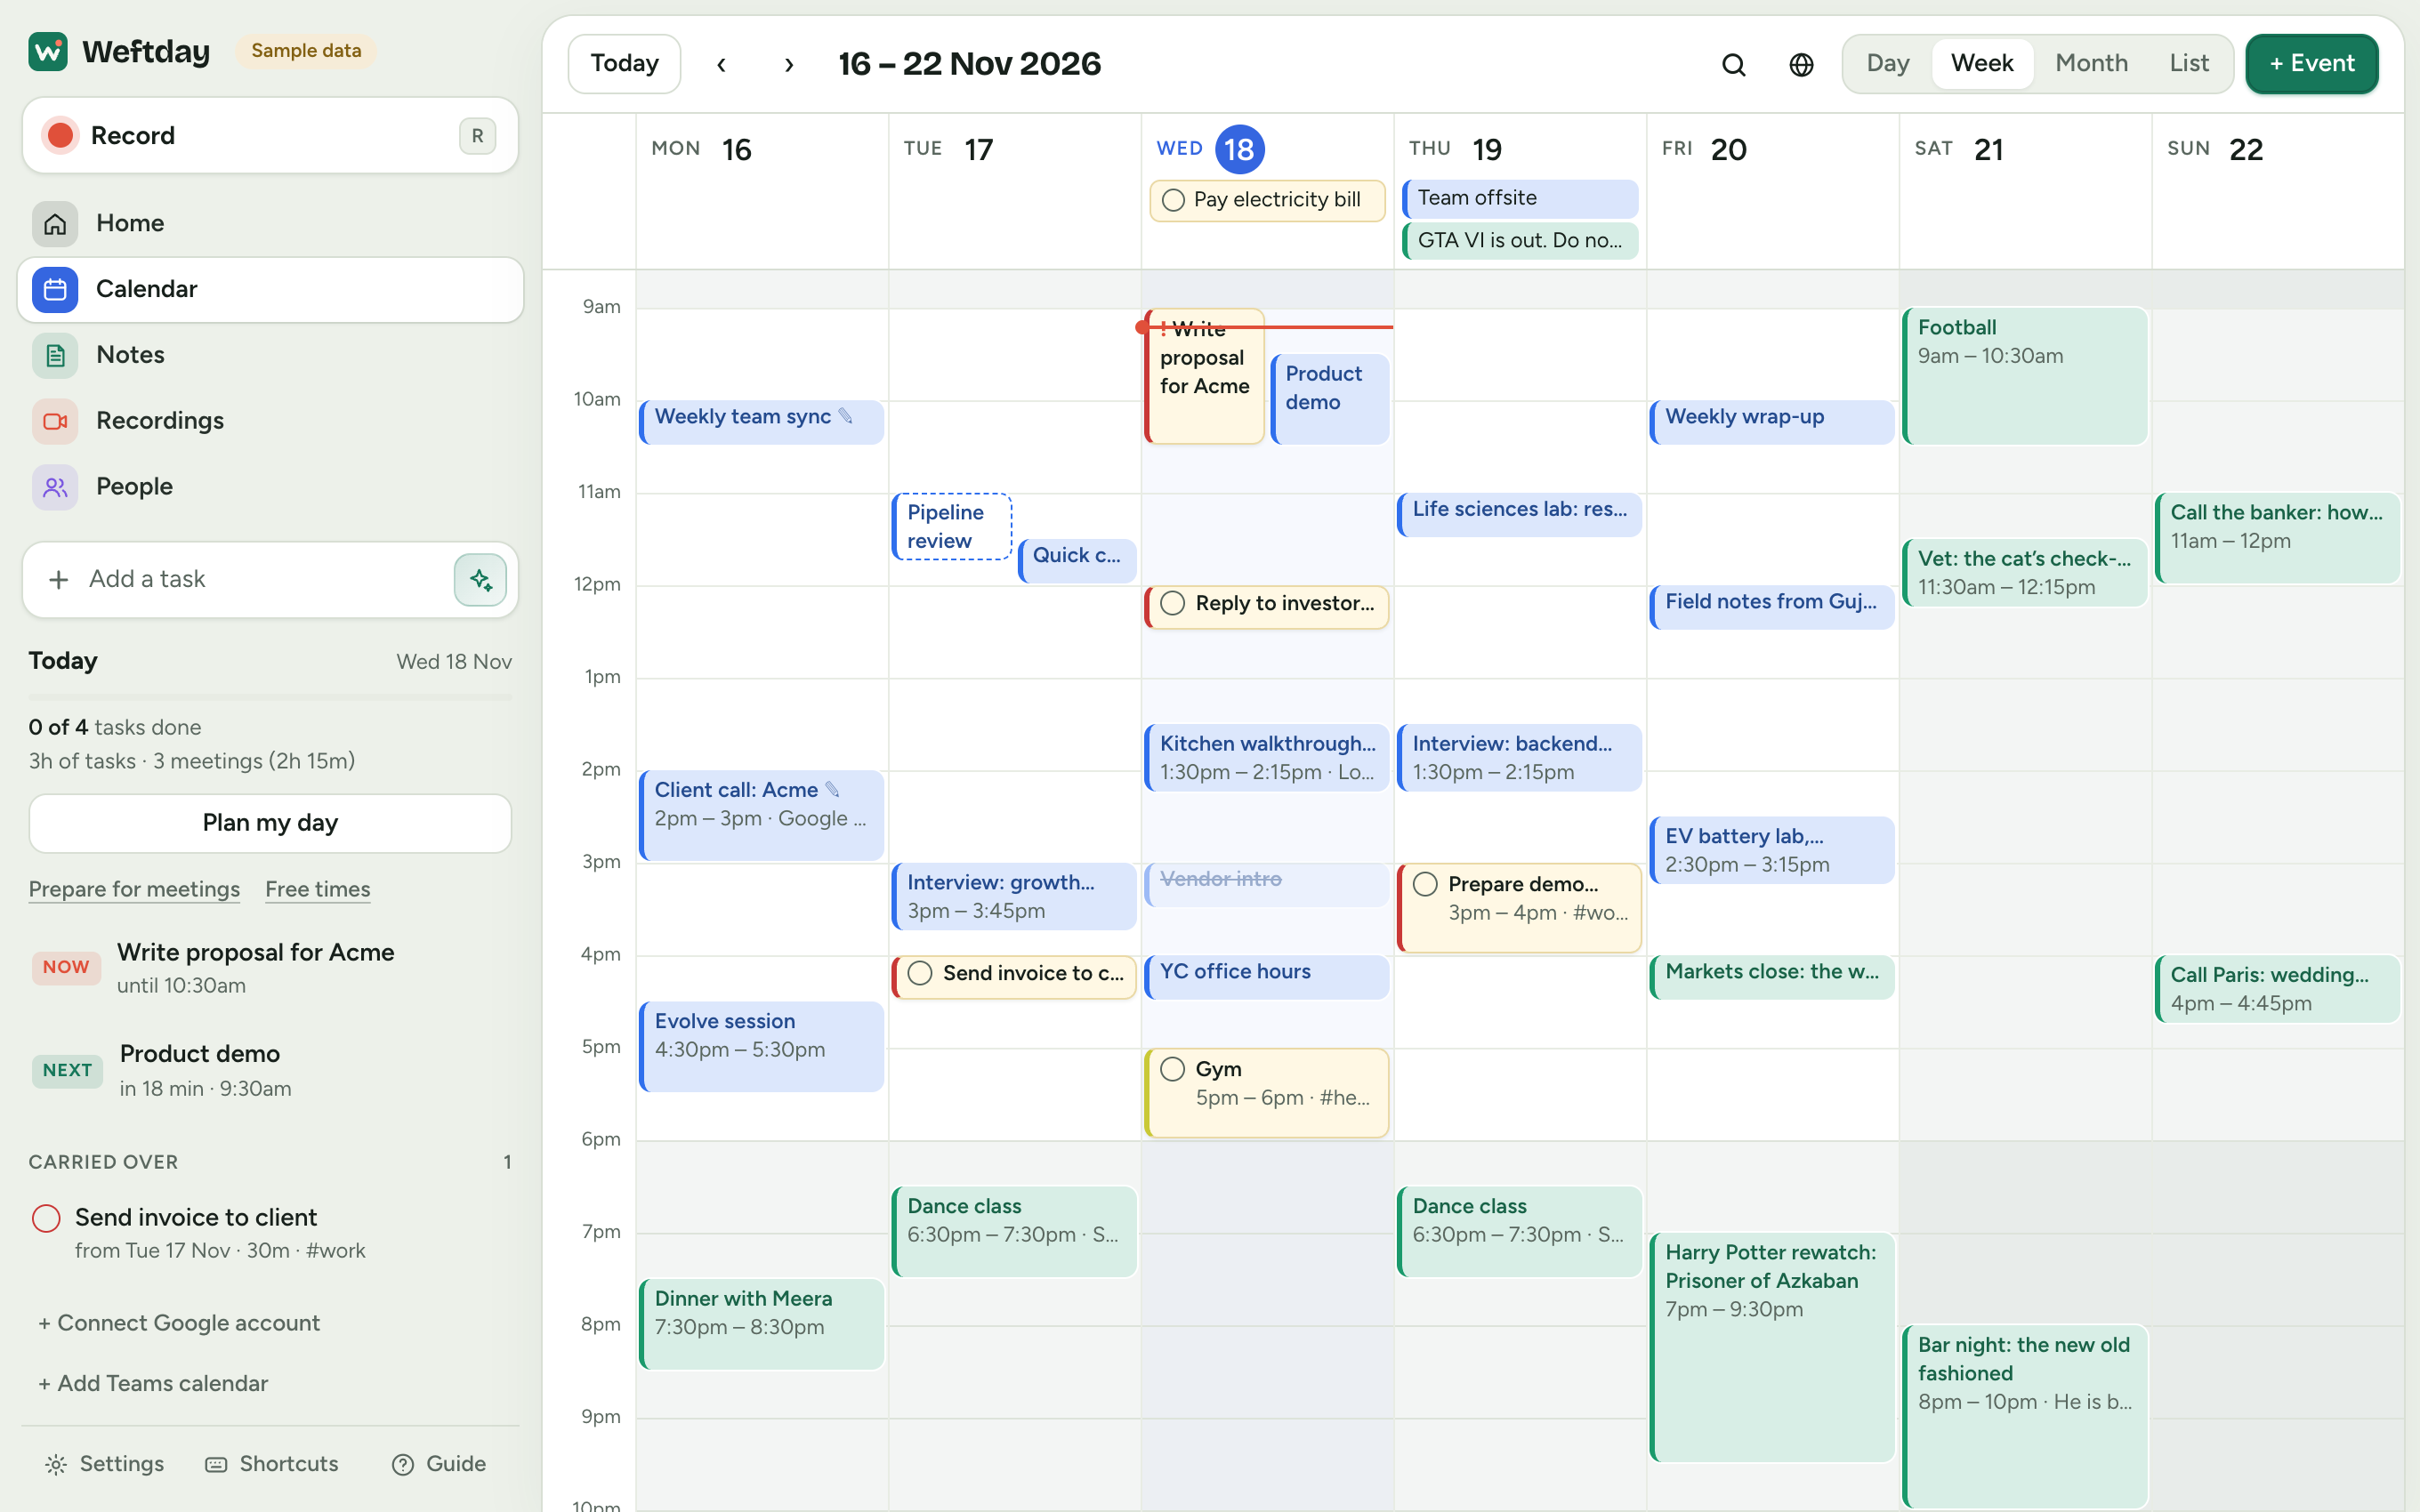 Weftday
Sample data
Record
R
Home
Calendar
Notes
Recordings
People
Add a task
Today
Wed 18 Nov
0 of 4 tasks done
3h of tasks · 3 meetings (2h 15m)
Plan my day
Prepare for meetings
Free times
NOW
Write proposal for Acme
until 10:30am
NEXT
Product demo
in 18 min · 9:30am
CARRIED OVER
1
Send invoice to client
from Tue 17 Nov · 30m · #work
+ Connect Google account
+ Add Teams calendar
Settings
Shortcuts
Guide
Today
‹
›
16 – 22 Nov 2026
Day
Week
Month
List
+ Event
MON 16
TUE 17
WED 18
THU 19
FRI 20
SAT 21
SUN 22
Pay electricity bill
Team offsite
GTA VI is out. Do no...
9am
10am
11am
12pm
1pm
2pm
3pm
4pm
5pm
6pm
7pm
8pm
9pm
10pm
Weekly team sync
Client call: Acme
2pm – 3pm · Google ...
Evolve session
4:30pm – 5:30pm
Dinner with Meera
7:30pm – 8:30pm
Pipeline
review
Quick c...
Interview: growth...
3pm – 3:45pm
Send invoice to c...
Dance class
6:30pm – 7:30pm · S...
! Write
proposal
for Acme
Product
demo
Reply to investor...
Kitchen walkthrough...
1:30pm – 2:15pm · Lo...
Vendor intro
YC office hours
Gym
5pm – 6pm · #he...
Life sciences lab: res...
Interview: backend...
1:30pm – 2:15pm
Prepare demo...
3pm – 4pm · #wo...
Dance class
6:30pm – 7:30pm · S...
Weekly wrap-up
Field notes from Guj...
EV battery lab,...
2:30pm – 3:15pm
Markets close: the w...
Harry Potter rewatch:
Prisoner of Azkaban
7pm – 9:30pm
Football
9am – 10:30am
Vet: the cat’s check-...
11:30am – 12:15pm
Bar night: the new old
fashioned
8pm – 10pm · He is b...
Call the banker: how...
11am – 12pm
Call Paris: wedding...
4pm – 4:45pm